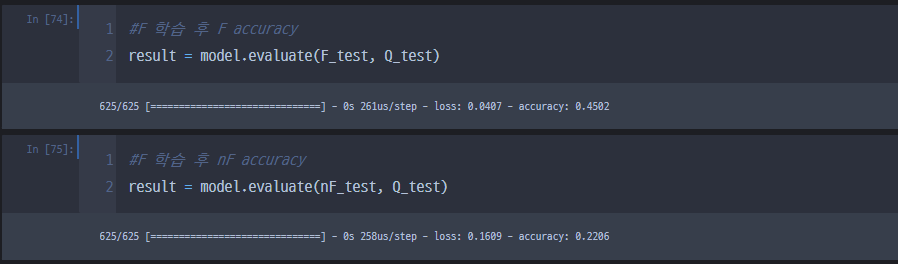 In [74]:
1 #F 학습 후 F accuracy
2 result = model.evaluate(F_test, Q_test)
625/625 [==============================] - 0s 261us/step - loss: 0.0407 - accuracy: 0.4502
In [75]:
1 #F 학습 후 nF accuracy
2 result = model.evaluate(nF_test, Q_test)
625/625 [==============================] - 0s 258us/step - loss: 0.1609 - accuracy: 0.2206